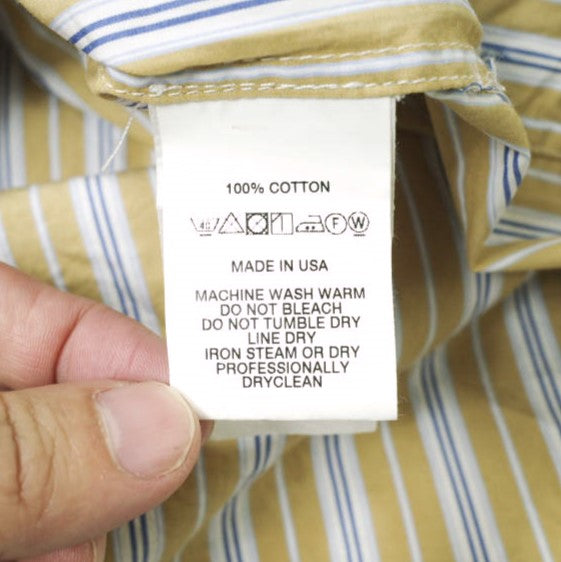 100% COTTON
40 F W
MADE IN USA
MACHINE WASH WARM
DO NOT BLEACH
DO NOT TUMBLE DRY
LINE DRY
IRON STEAM OR DRY
PROFESSIONALLY
DRYCLEAN